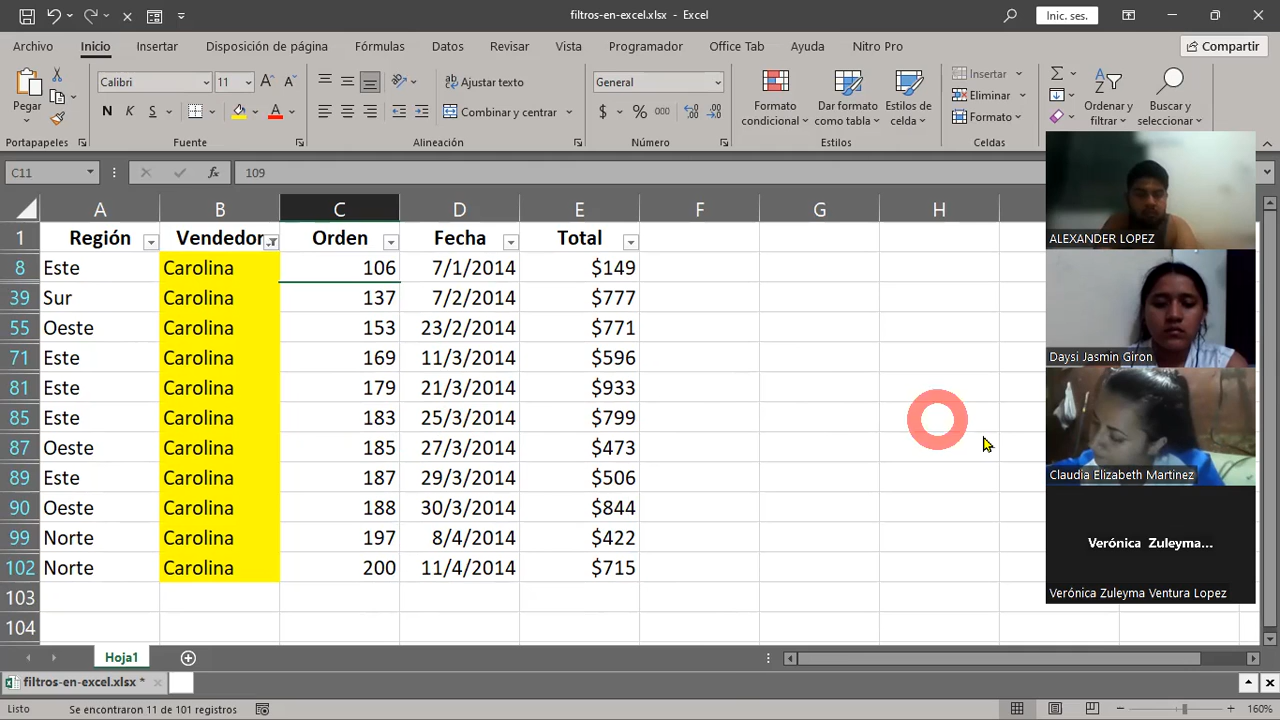 filtros-en-excel.xlsx - Excel
Inic. ses.
Archivo Inicio Insertar Disposición de página Fórmulas Datos Revisar Vista Programador Office Tab Ayuda Nitro Pro Compartir
Pegar
Calibri 11
N K S
Ajustar texto
Combinar y centrar
General
$ % 000
Formato condicional
Dar formato como tabla
Estilos de celda
Insertar
Eliminar
Formato
Ordenar y filtrar
Buscar y seleccionar
Portapapeles Fuente Alineación Número Estilos Celdas
C11 fx 109
A B C D E F G H
1 Región Vendedor Orden Fecha Total
8 Este Carolina 106 7/1/2014 $149
39 Sur Carolina 137 7/2/2014 $777
55 Oeste Carolina 153 23/2/2014 $771
71 Este Carolina 169 11/3/2014 $596
81 Este Carolina 179 21/3/2014 $933
85 Este Carolina 183 25/3/2014 $799
87 Oeste Carolina 185 27/3/2014 $473
89 Este Carolina 187 29/3/2014 $506
90 Oeste Carolina 188 30/3/2014 $844
99 Norte Carolina 197 8/4/2014 $422
102 Norte Carolina 200 11/4/2014 $715
103
104
ALEXANDER LOPEZ
Daysi Jasmin Giron
Claudia Elizabeth Martinez
Verónica Zuleyma...
Verónica Zuleyma Ventura Lopez
Hoja1
filtros-en-excel.xlsx *
Listo Se encontraron 11 de 101 registros 160%